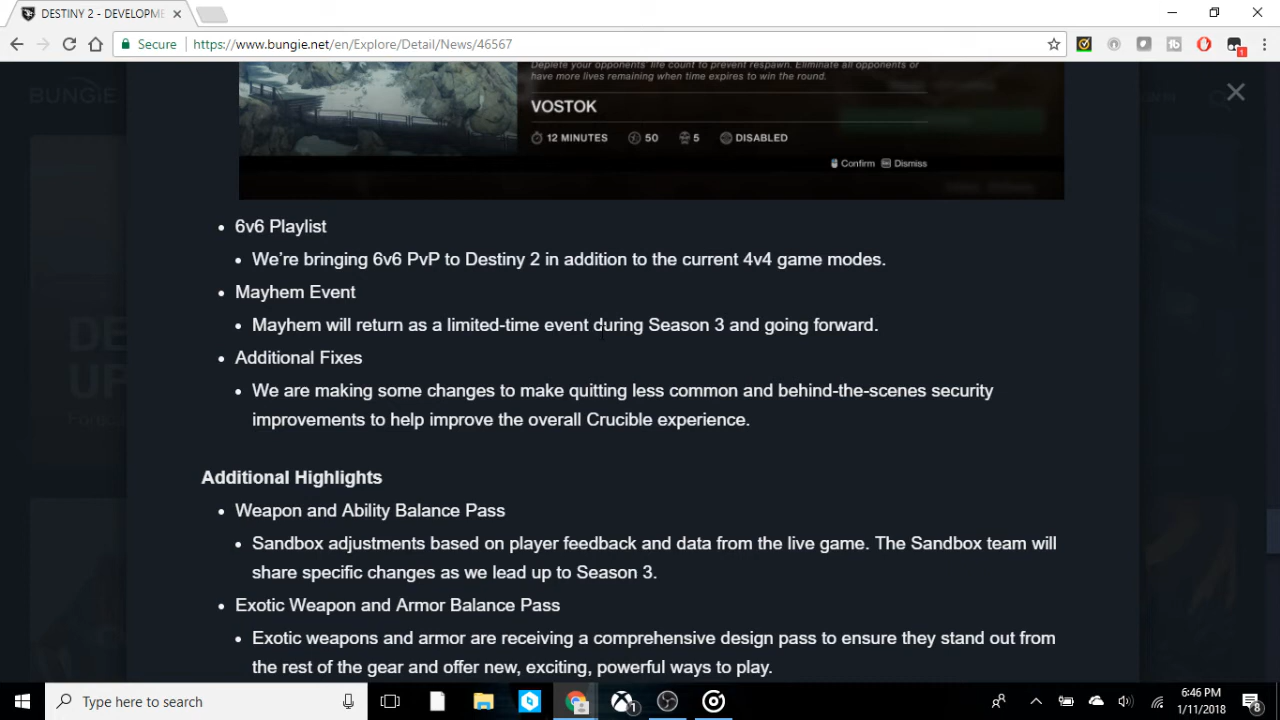 DESTINY 2 - DEVELOPME
Secure
https://www.bungie.net/en/Explore/Detail/News/46567
1
BUNGiE
Deplete your opponents' life count to prevent respawn. Eliminate all opponents or
have more lives remaining when time expires to win the round.
VOSTOK
12 MINUTES 50 5 DISABLED
Confirm Dismiss
6v6 Playlist
We're bringing 6v6 PvP to Destiny 2 in addition to the current 4v4 game modes.
Mayhem Event
Mayhem will return as a limited-time event during Season 3 and going forward.
Additional Fixes
We are making some changes to make quitting less common and behind-the-scenes security
improvements to help improve the overall Crucible experience.
Additional Highlights
Weapon and Ability Balance Pass
Sandbox adjustments based on player feedback and data from the live game. The Sandbox team will
share specific changes as we lead up to Season 3.
Exotic Weapon and Armor Balance Pass
Exotic weapons and armor are receiving a comprehensive design pass to ensure they stand out from
the rest of the gear and offer new, exciting, powerful ways to play.
Type here to search
1
6:46 PM
1/11/2018
8